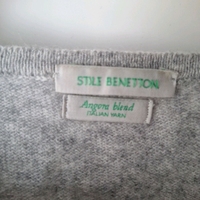 STILE BENETTON
Angora blend
ITALIAN YARN